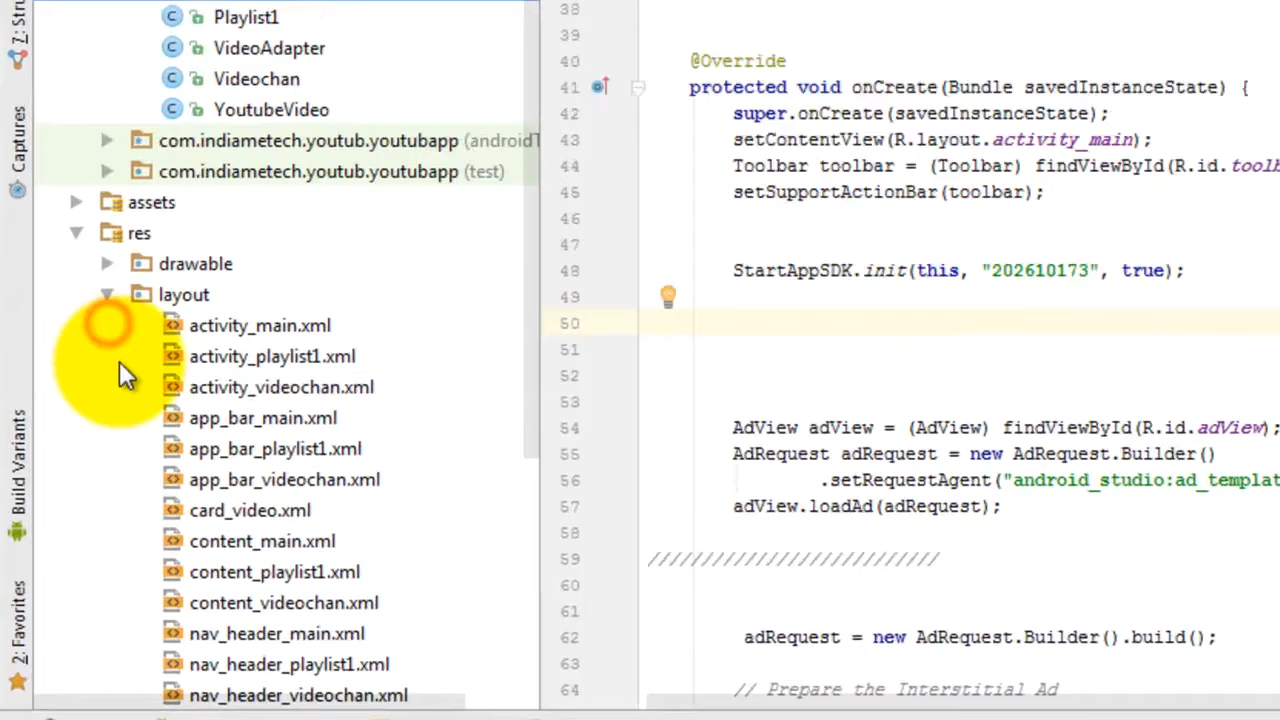 7: Stru
Captures
Build Variants
2: Favorites
Playlist1
VideoAdapter
Videochan
YoutubeVideo
com.indiametech.youtub.youtubapp (androidT
com.indiametech.youtub.youtubapp (test)
assets
res
drawable
layout
activity_main.xml
activity_playlist1.xml
activity_videochan.xml
app_bar_main.xml
app_bar_playlist1.xml
app_bar_videochan.xml
card_video.xml
content_main.xml
content_playlist1.xml
content_videochan.xml
nav_header_main.xml
nav_header_playlist1.xml
nav_header_videochan.xml
38
39
40 @Override
41 protected void onCreate(Bundle savedInstanceState) {
42 super.onCreate(savedInstanceState);
43 setContentView(R.layout.activity_main);
44 Toolbar toolbar = (Toolbar) findViewById(R.id.toolb
45 setSupportActionBar(toolbar);
46
47
48 StartAppSDK.init(this, "202610173", true);
49
50
51
52
53
54 AdView adView = (AdView) findViewById(R.id.adView);
55 AdRequest adRequest = new AdRequest.Builder()
56 .setRequestAgent("android_studio:ad_templat
57 adView.loadAd(adRequest);
58
59 ///////////////////////////
60
61
62 adRequest = new AdRequest.Builder().build();
63
64 // Prepare the Interstitial Ad